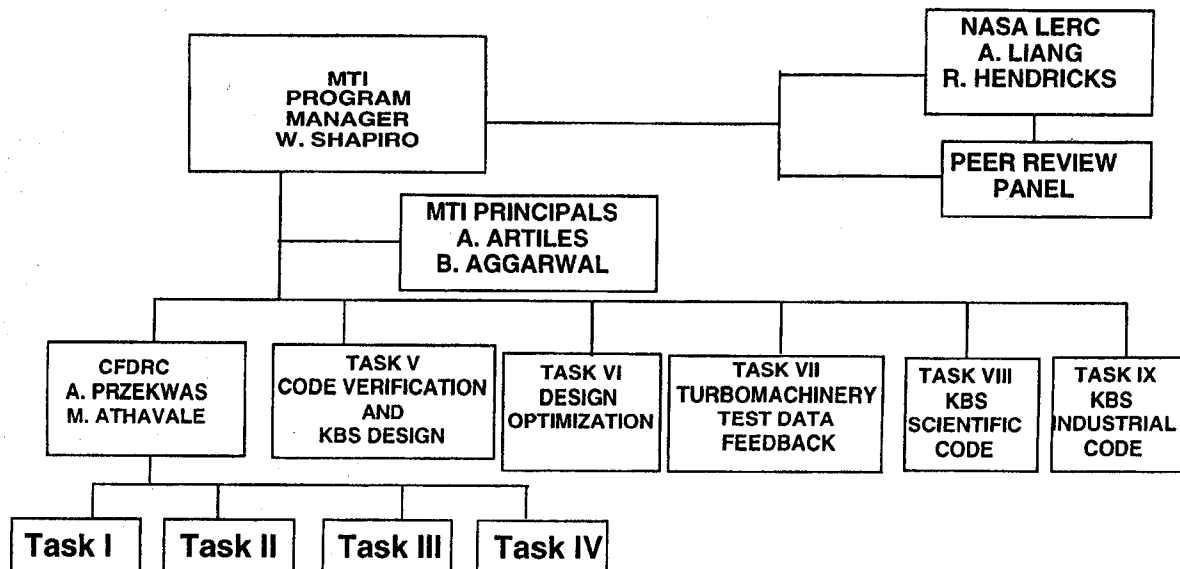 NASA LERC
A. LIANG
R. HENDRICKS
MTI
PROGRAM
MANAGER
W. SHAPIRO
PEER REVIEW
PANEL
MTI PRINCIPALS
A. ARTILES
B. AGGARWAL
CFDRC
A. PRZEKWAS
M. ATHAVALE
TASK V
CODE VERIFICATION
AND
KBS DESIGN
TASK VI
DESIGN
OPTIMIZATION
TASK VII
TURBOMACHINERY
TEST DATA
FEEDBACK
TASK VIII
KBS
SCIENTIFIC
CODE
TASK IX
KBS
INDUSTRIAL
CODE
Task I
Task II
Task III
Task IV